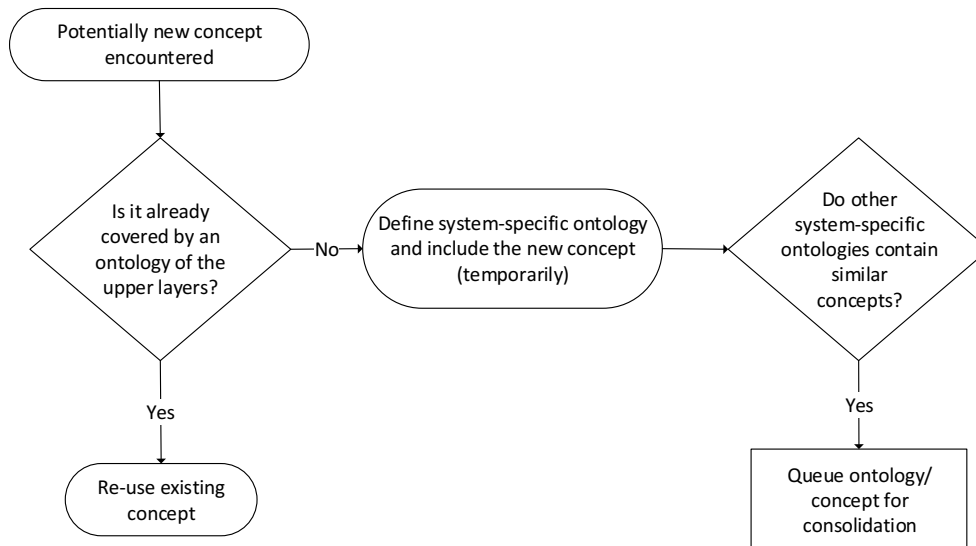 Potentially new concept
encountered
Is it already
covered by an
ontology of the
upper layers?
No
Define system-specific ontology
and include the new concept
(temporarily)
Do other
system-specific
ontologies contain
similar
concepts?
Yes
Re-use existing
concept
Yes
Queue ontology/
concept for
consolidation